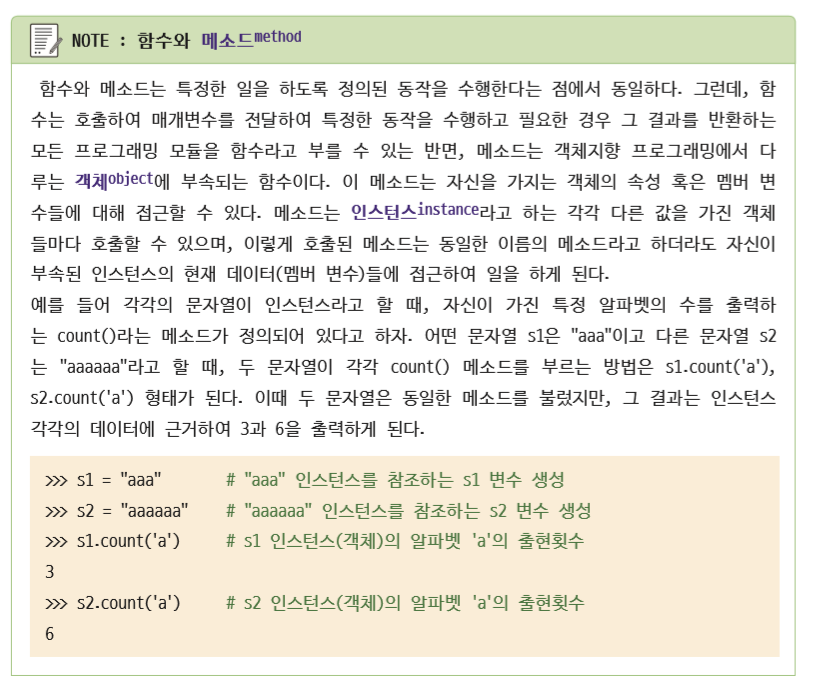 NOTE : 함수와 메소드method
함수와 메소드는 특정한 일을 하도록 정의된 동작을 수행한다는 점에서 동일하다. 그런데, 함
수는 호출하여 매개변수를 전달하여 특정한 동작을 수행하고 필요한 경우 그 결과를 반환하는
모든 프로그래밍 모듈을 함수라고 부를 수 있는 반면, 메소드는 객체지향 프로그래밍에서 다
루는 객체object에 부속되는 함수이다. 이 메소드는 자신을 가지는 객체의 속성 혹은 멤버 변
수들에 대해 접근할 수 있다. 메소드는 인스턴스instance라고 하는 각각 다른 값을 가진 객체
들마다 호출할 수 있으며, 이렇게 호출된 메소드는 동일한 이름의 메소드라고 하더라도 자신이
부속된 인스턴스의 현재 데이터(멤버 변수)들에 접근하여 일을 하게 된다.
예를 들어 각각의 문자열이 인스턴스라고 할 때, 자신이 가진 특정 알파벳의 수를 출력하
는 count()라는 메소드가 정의되어 있다고 하자. 어떤 문자열 s1은 "aaa"이고 다른 문자열 s2
는 "aaaaaa"라고 할 때, 두 문자열이 각각 count() 메소드를 부르는 방법은 s1.count('a'),
s2.count('a') 형태가 된다. 이때 두 문자열은 동일한 메소드를 불렀지만, 그 결과는 인스턴스
각각의 데이터에 근거하여 3과 6을 출력하게 된다.
>>> s1 = "aaa" # "aaa" 인스턴스를 참조하는 s1 변수 생성
>>> s2 = "aaaaaa" # "aaaaaa" 인스턴스를 참조하는 s2 변수 생성
>>> s1.count('a') # s1 인스턴스(객체)의 알파벳 'a'의 출현횟수
3
>>> s2.count('a') # s2 인스턴스(객체)의 알파벳 'a'의 출현횟수
6